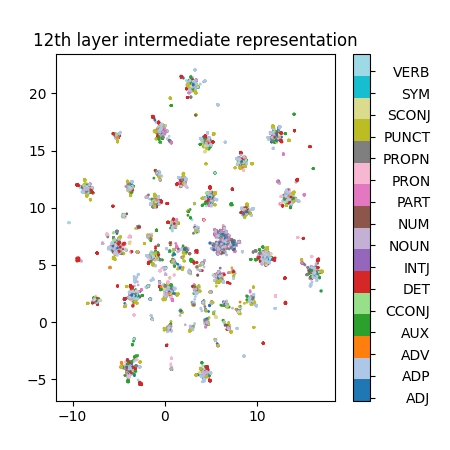 12th layer intermediate representation
20
15
10
5
0
−5
−10
0
10
VERB
SYM
SCONJ
PUNCT
PROPN
PRON
PART
NUM
NOUN
INTJ
DET
CCONJ
AUX
ADV
ADP
ADJ